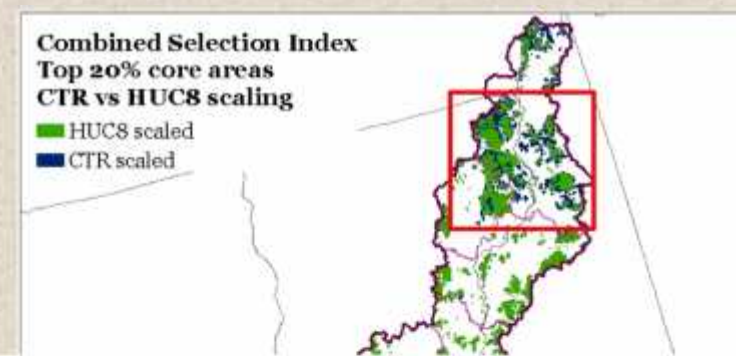 Combined Selection Index
Top 20% core areas
CTR vs HUC8 scaling
HUC8 scaled
CTR scaled